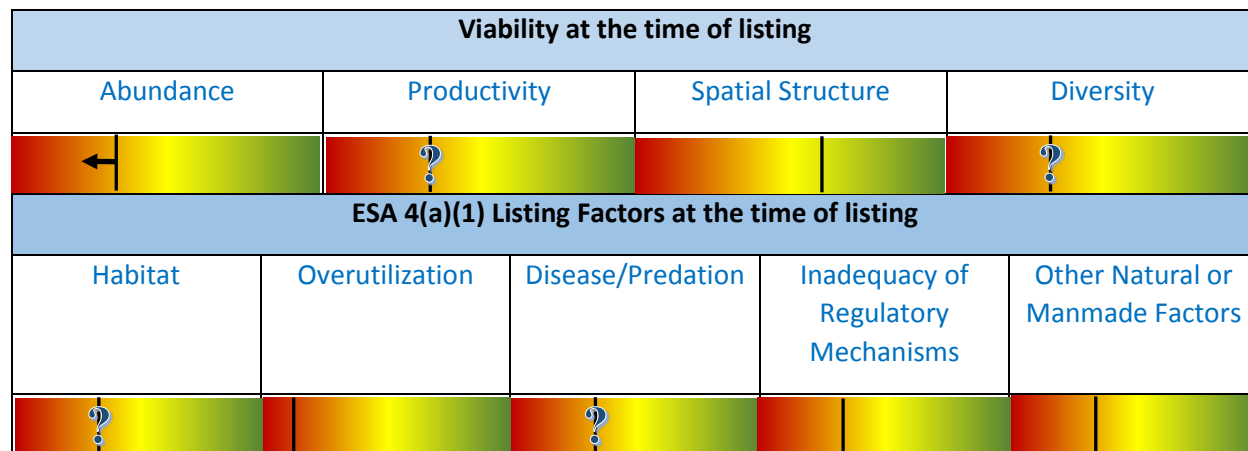 Viability at the time of listing
Abundance
Productivity
Spatial Structure
Diversity
?
?
ESA 4(a)(1) Listing Factors at the time of listing
Habitat
Overutilization
Disease/Predation
Inadequacy of
Regulatory
Mechanisms
Other Natural or
Manmade Factors
?
?